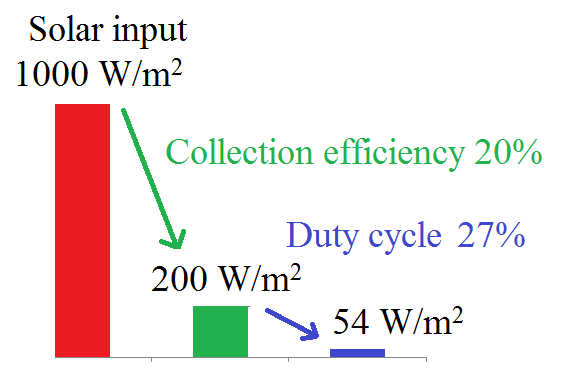 Solar input
1000 W/m²
Collection efficiency 20%
Duty cycle 27%
200 W/m²
54 W/m²